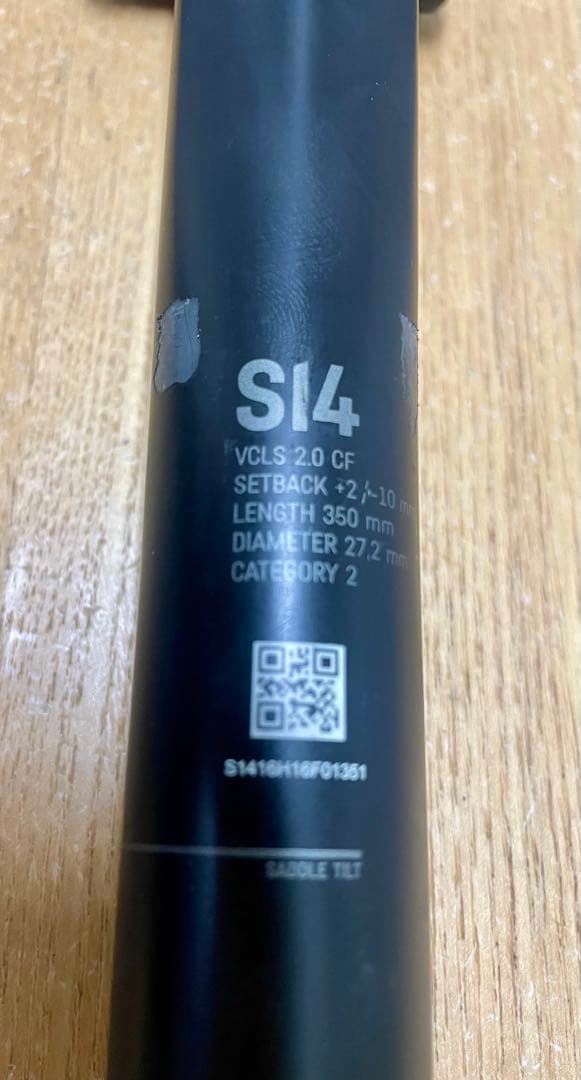 S14
VCLS 2.0 CF
SETBACK +2 /-10 mm
LENGTH 350 mm
DIAMETER 27,2 mm
CATEGORY 2
S1416H16F01351
SADDLE TILT